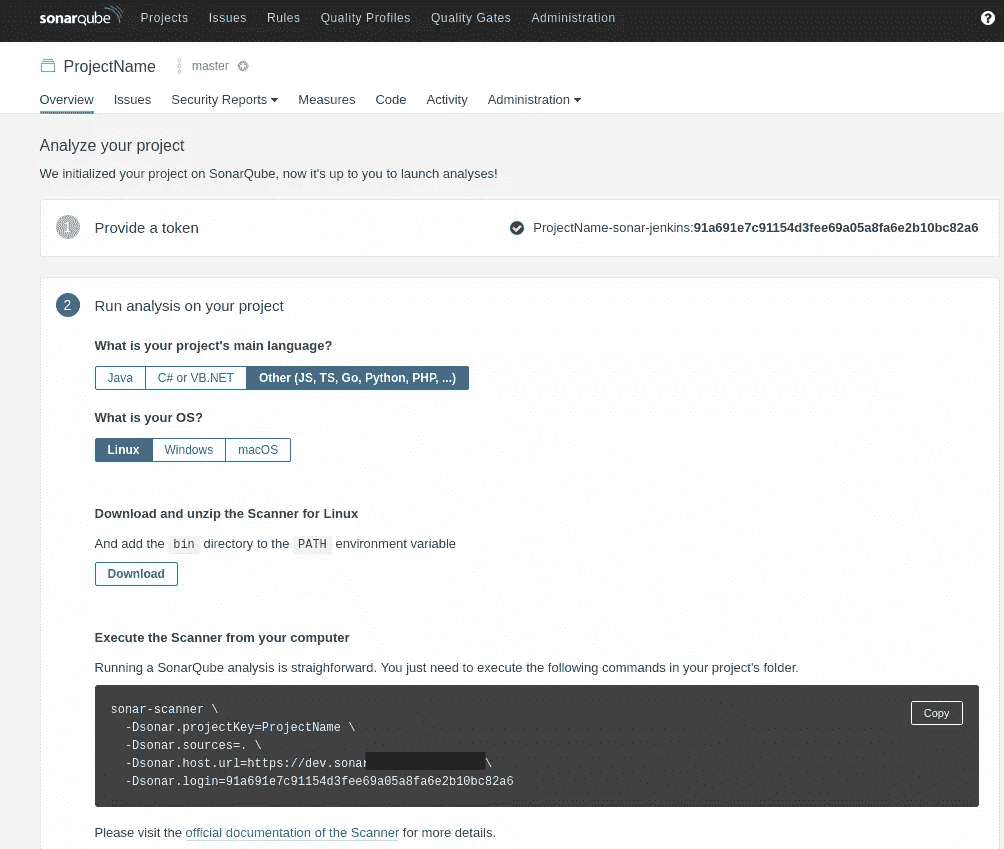 sonarqube Projects Issues Rules Quality Profiles Quality Gates Administration ?
ProjectName master
Overview Issues Security Reports Measures Code Activity Administration
Analyze your project
We initialized your project on SonarQube, now it's up to you to launch analyses!
1 Provide a token ProjectName-sonar-jenkins:91a691e7c91154d3fee69a05a8fa6e2b10bc82a6
2 Run analysis on your project
What is your project's main language?
Java C# or VB.NET Other (JS, TS, Go, Python, PHP, ...)
What is your OS?
Linux Windows macOS
Download and unzip the Scanner for Linux
And add the bin directory to the PATH environment variable
Download
Execute the Scanner from your computer
Running a SonarQube analysis is straighforward. You just need to execute the following commands in your project's folder.
sonar-scanner \
Copy
-Dsonar.projectKey=ProjectName \
-Dsonar.sources=. \
-Dsonar.host.url=https://dev.sonar \
-Dsonar.login=91a691e7c91154d3fee69a05a8fa6e2b10bc82a6
Please visit the official documentation of the Scanner for more details.